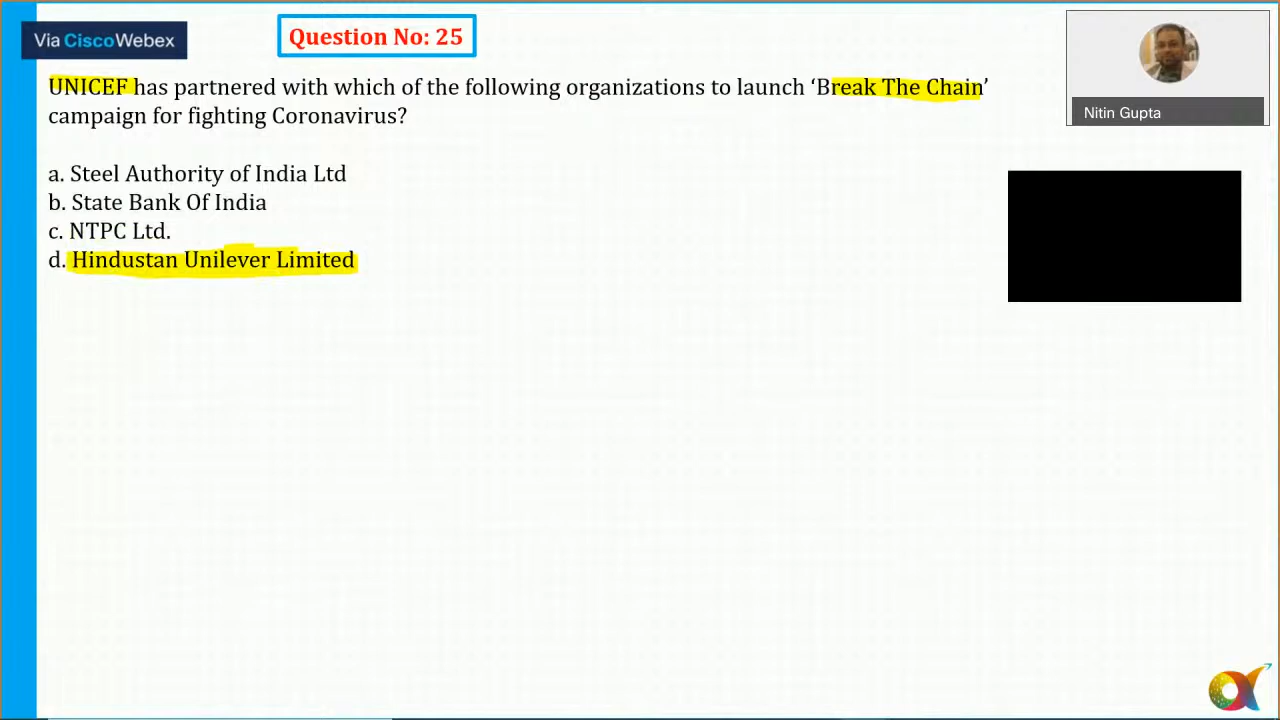 Via Cisco Webex
Question No: 25
UNICEF has partnered with which of the following organizations to launch ‘Break The Chain’
campaign for fighting Coronavirus?
a. Steel Authority of India Ltd
b. State Bank Of India
c. NTPC Ltd.
d. Hindustan Unilever Limited
Nitin Gupta